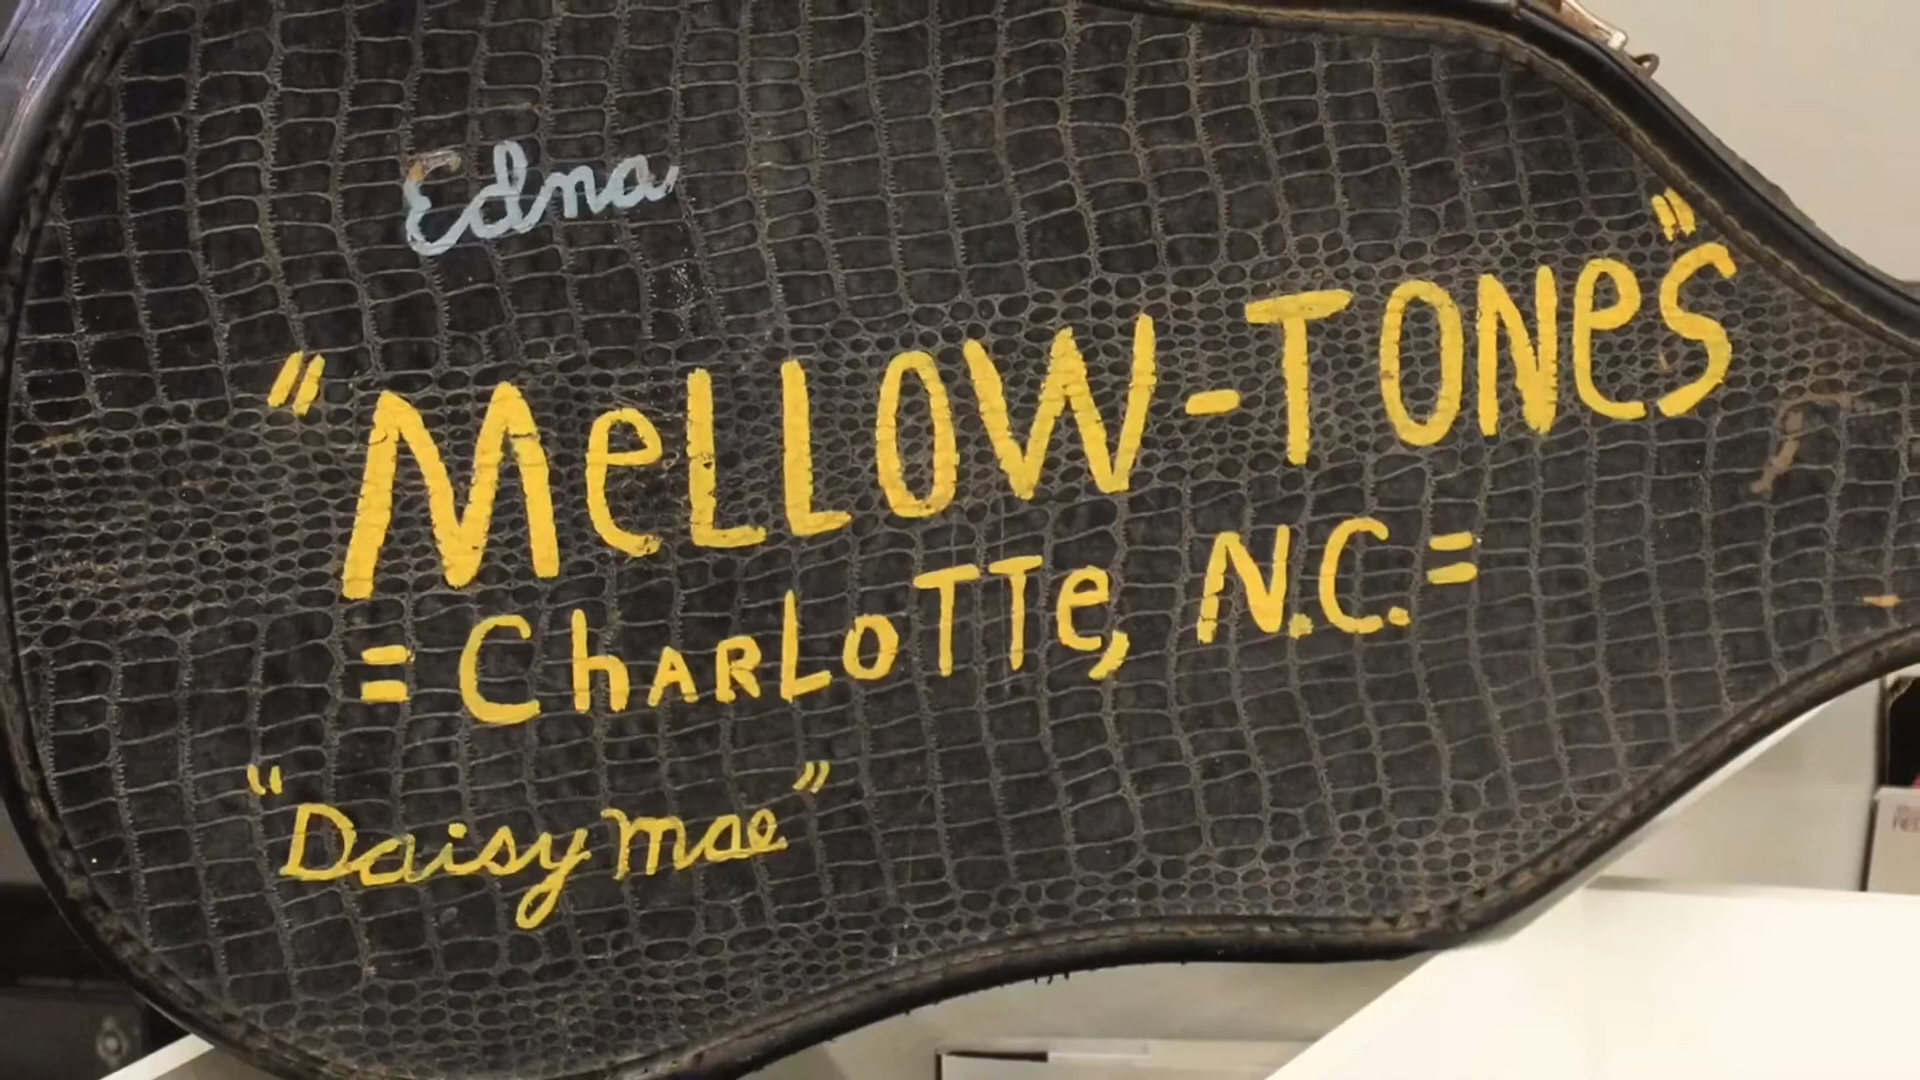 Edna
"MeLLOW-TONeS"
=ChARLoTTe, N.C.=
"Daisy mae"